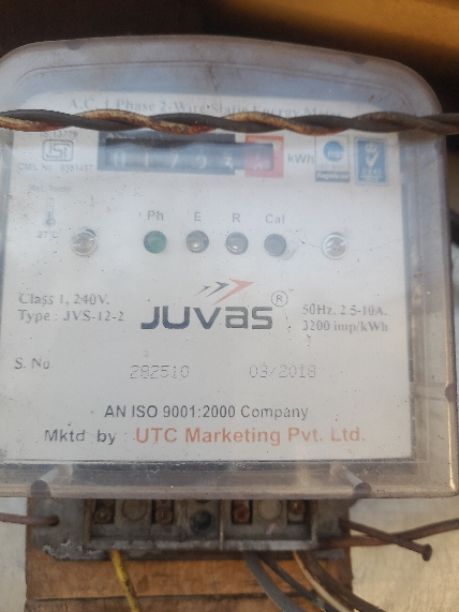 A.C. 1 Phase 2-Wire Static Energy Meter
kWh
Ph E R Cal
27°C
JUVAS ®
Class 1, 240V.
Type : JVS-12-2
50Hz. 2.5-10A.
3200 imp/kWh
S. No 282510 03/2018
AN ISO 9001:2000 Company
Mktd by : UTC Marketing Pvt. Ltd.